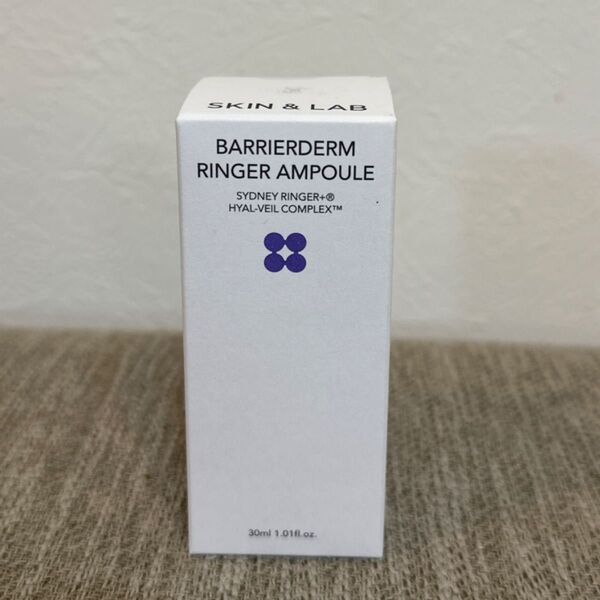 SKIN & LAB
BARRIERDERM
RINGER AMPOULE
SYDNEY RINGER+®
HYAL-VEIL COMPLEX™
30ml 1.01fl.oz.